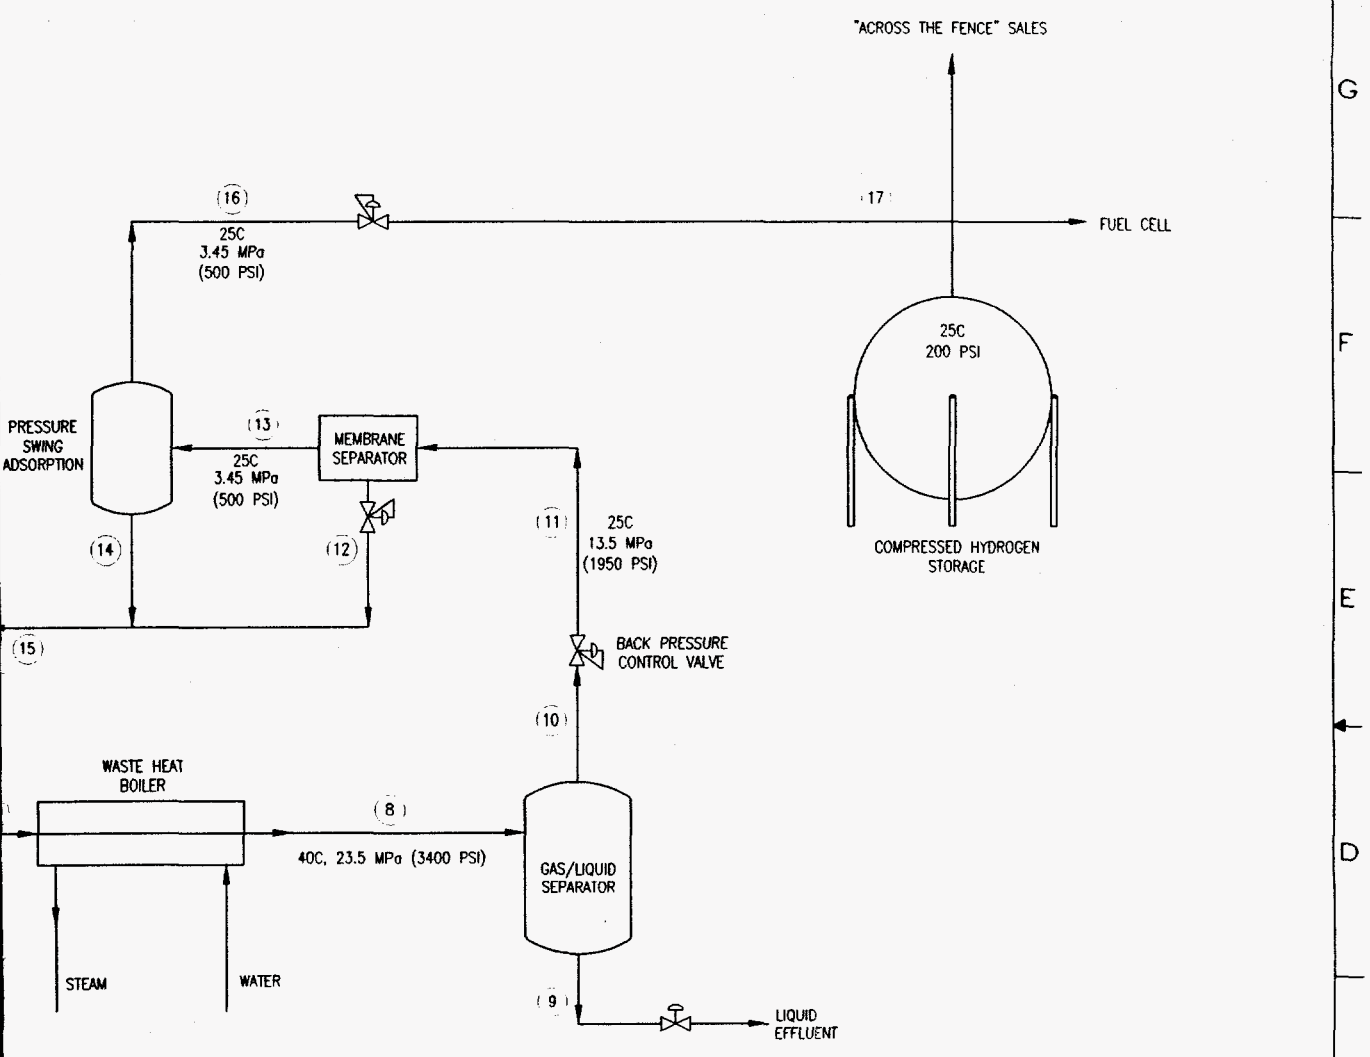 "ACROSS THE FENCE" SALES
G
(16)
17
25C
3.45 MPa
(500 PSI)
FUEL CELL
25C
200 PSI
F
PRESSURE
SWING
ADSORPTION
(13)
MEMBRANE
SEPARATOR
25C
3.45 MPa
(500 PSI)
(14)
(12)
(11)
25C
13.5 MPa
(1950 PSI)
COMPRESSED HYDROGEN
STORAGE
E
(15)
BACK PRESSURE
CONTROL VALVE
(10)
WASTE HEAT
BOILER
(8)
40C, 23.5 MPa (3400 PSI)
GAS/LIQUID
SEPARATOR
D
STEAM
WATER
(9)
LIQUID
EFFLUENT